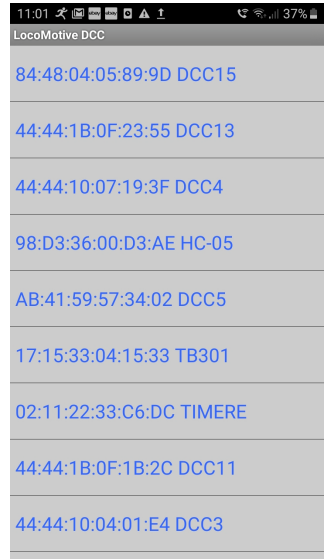 11:01 37%
LocoMotive DCC
84:48:04:05:89:9D DCC15
44:44:1B:0F:23:55 DCC13
44:44:10:07:19:3F DCC4
98:D3:36:00:D3:AE HC-05
AB:41:59:57:34:02 DCC5
17:15:33:04:15:33 TB301
02:11:22:33:C6:DC TIMERE
44:44:1B:0F:1B:2C DCC11
44:44:10:04:01:E4 DCC3